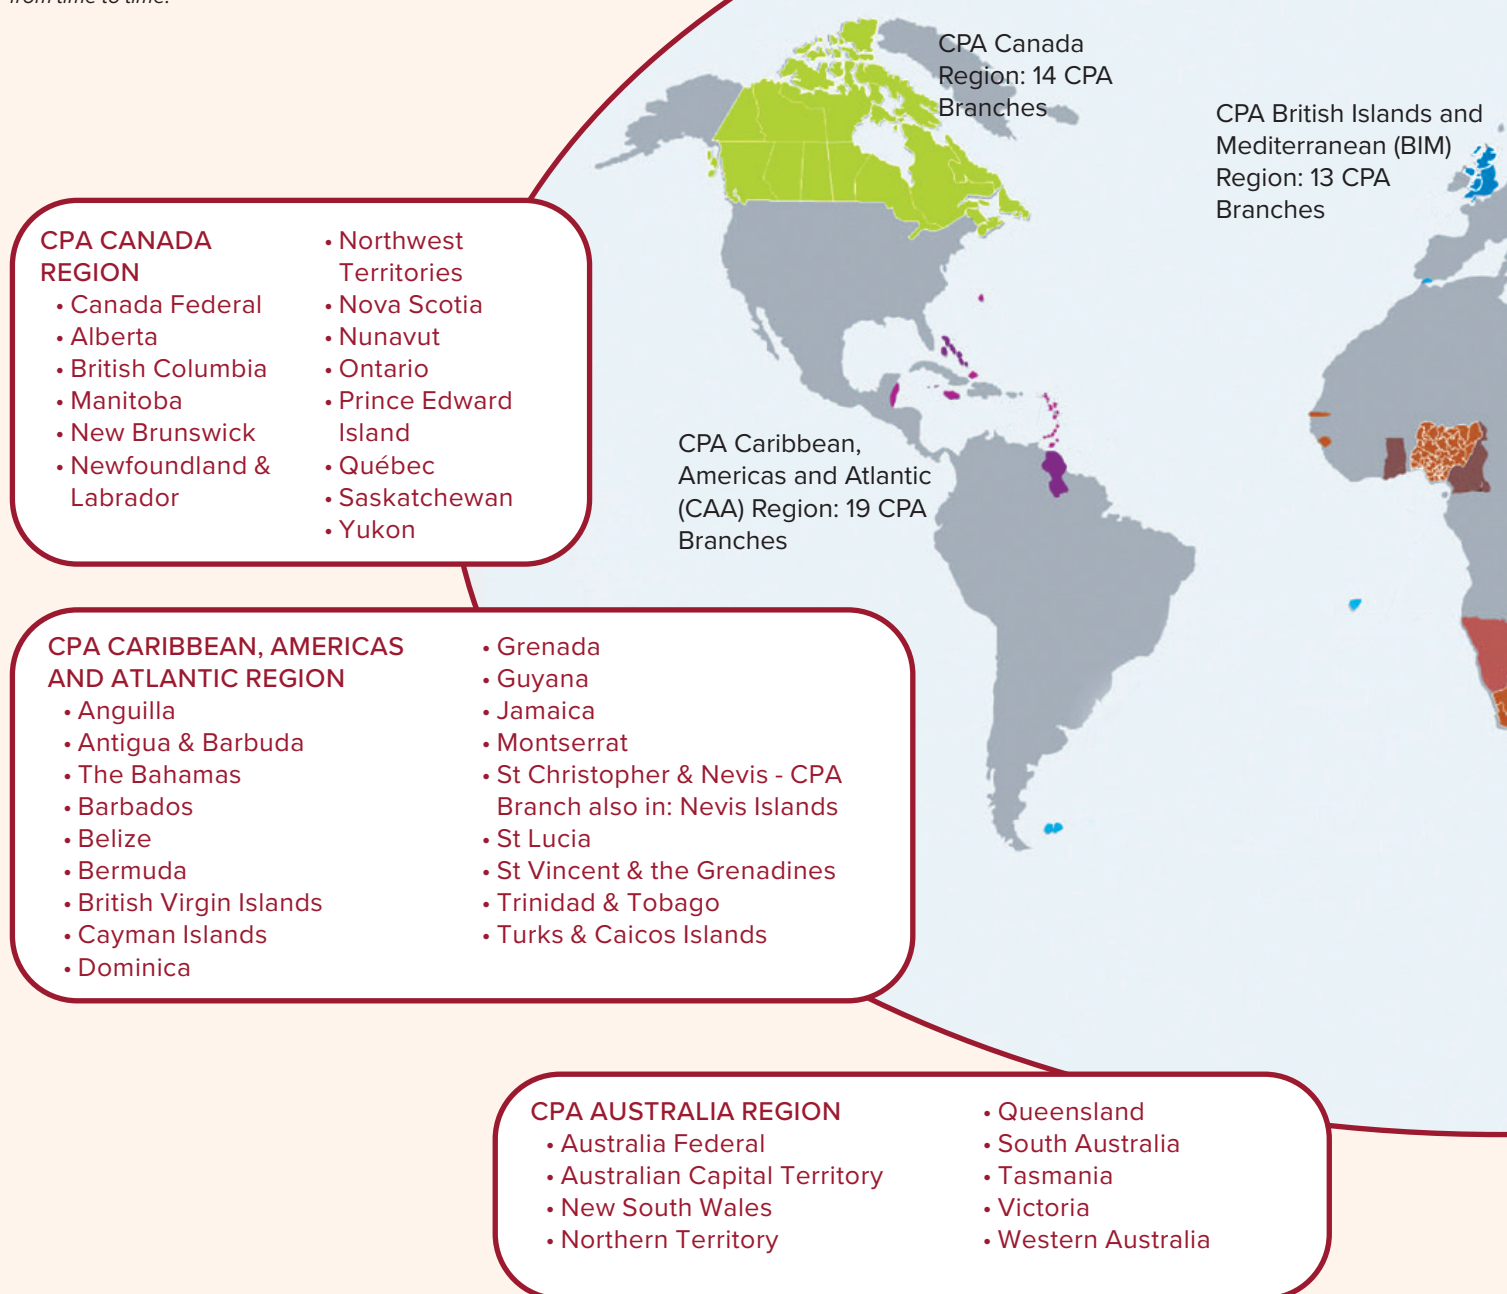 from time to time.
CPA Canada
Region: 14 CPA
Branches
CPA British Islands and
Mediterranean (BIM)
Region: 13 CPA
Branches
CPA Caribbean,
Americas and Atlantic
(CAA) Region: 19 CPA
Branches
CPA CANADA
REGION
• Canada Federal
• Alberta
• British Columbia
• Manitoba
• New Brunswick
• Newfoundland &
Labrador
• Northwest
Territories
• Nova Scotia
• Nunavut
• Ontario
• Prince Edward
Island
• Québec
• Saskatchewan
• Yukon
CPA CARIBBEAN, AMERICAS
AND ATLANTIC REGION
• Anguilla
• Antigua & Barbuda
• The Bahamas
• Barbados
• Belize
• Bermuda
• British Virgin Islands
• Cayman Islands
• Dominica
• Grenada
• Guyana
• Jamaica
• Montserrat
• St Christopher & Nevis - CPA
Branch also in: Nevis Islands
• St Lucia
• St Vincent & the Grenadines
• Trinidad & Tobago
• Turks & Caicos Islands
CPA AUSTRALIA REGION
• Australia Federal
• Australian Capital Territory
• New South Wales
• Northern Territory
• Queensland
• South Australia
• Tasmania
• Victoria
• Western Australia